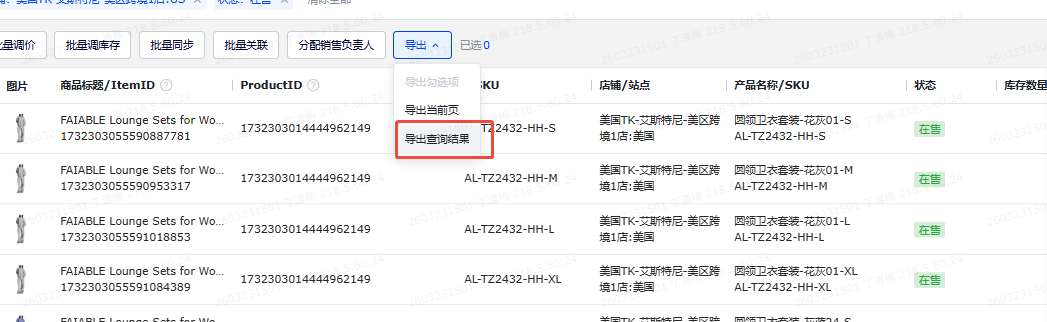 美国TK-艾斯特尼-美区跨境1店:US
状态: 在售
清除全部
批量调价
批量调库存
批量同步
批量关联
分配销售负责人
导出
已选 0
导出勾选项
导出当前页
导出查询结果
图片
商品标题/ItemID
ProductID
SKU
店铺/站点
产品名称/SKU
状态
库存数量
FAIABLE Lounge Sets for Wo...
1732303055590887781
1732303014444962149
AL-TZ2432-HH-S
美国TK-艾斯特尼-美区跨
境1店:美国
圆领卫衣套装-花灰01-S
AL-TZ2432-HH-S
在售
FAIABLE Lounge Sets for Wo...
1732303055590953317
1732303014444962149
AL-TZ2432-HH-M
美国TK-艾斯特尼-美区跨
境1店:美国
圆领卫衣套装-花灰01-M
AL-TZ2432-HH-M
在售
FAIABLE Lounge Sets for Wo...
1732303055591018853
1732303014444962149
AL-TZ2432-HH-L
美国TK-艾斯特尼-美区跨
境1店:美国
圆领卫衣套装-花灰01-L
AL-TZ2432-HH-L
在售
FAIABLE Lounge Sets for Wo...
1732303055591084389
1732303014444962149
AL-TZ2432-HH-XL
美国TK-艾斯特尼-美区跨
境1店:美国
圆领卫衣套装-花灰01-XL
AL-TZ2432-HH-XL
在售
FAIABLE Lounge Sets for Wo...
美国TK-艾斯特尼-美区跨
2603231501 丁清梅 218.5.60.24